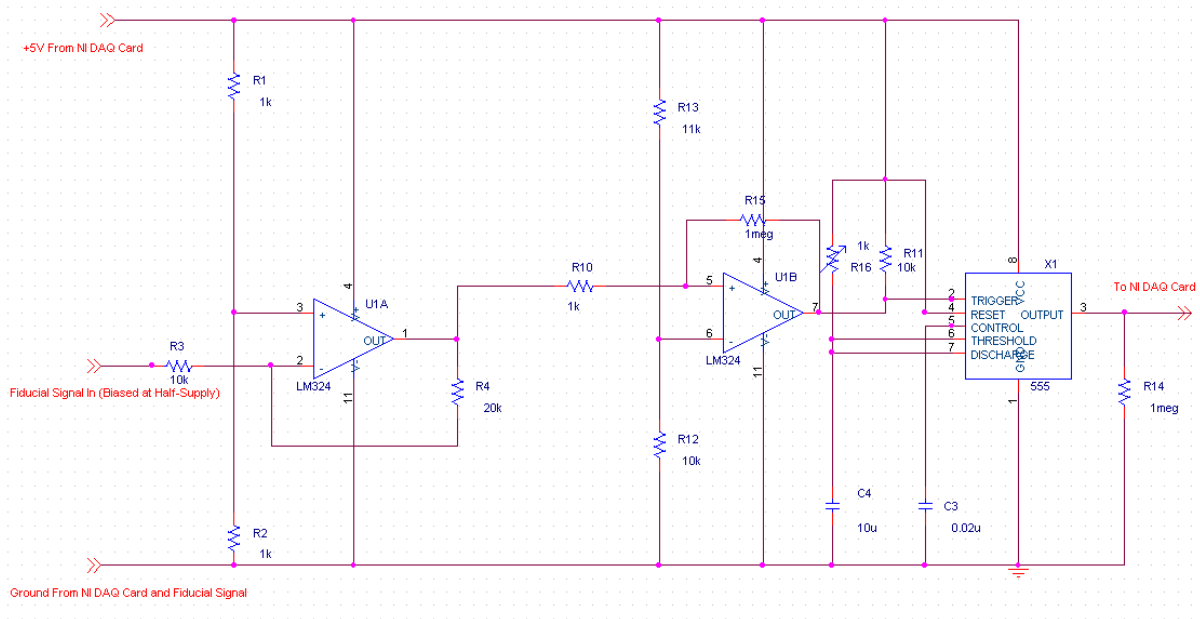 +5V From NI DAQ Card
R1
1k
R13
11k
R15
1meg
4
U1B
1k
R16
R11
10k
8
X1
To NI DAQ Card
R10
1k
5
+
V+
OUT
7
6
-
V-
LM324
11
2
TRIGGER
VCC
4
RESET
OUTPUT
3
5
CONTROL
6
THRESHOLD
7
DISCHARGE
GND
555
1
4
U1A
3
+
V+
OUT
1
2
-
V-
LM324
11
R3
10k
Fiducial Signal In (Biased at Half-Supply)
R4
20k
R14
1meg
R12
10k
C4
10u
C3
0.02u
R2
1k
Ground From NI DAQ Card and Fiducial Signal